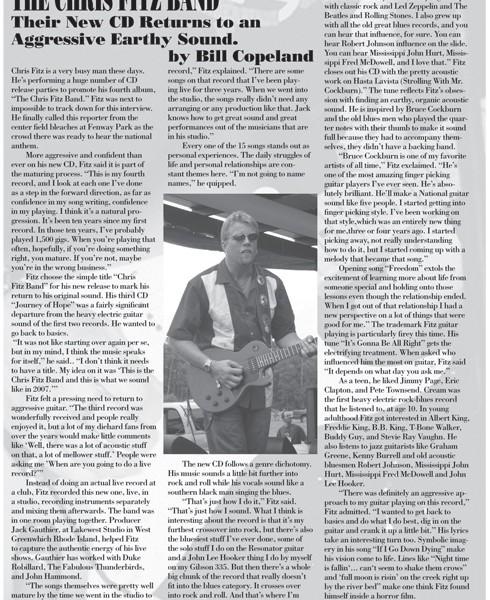 THE CHRIS FITZ BAND
Their New CD Returns to an
Aggressive Earthy Sound.
by Bill Copeland
Chris Fitz is a very busy man these days.
He's performing a huge number of CD
release parties to promote his fourth album,
"The Chris Fitz Band." Fitz was next to
impossible to track down for this interview.
He finally called this reporter from the
center field bleachers at Fenway Park as the
crowd there was ready to hear the national
anthem.
More aggressive and confident than
ever on his new CD, Fitz said it is part of
the maturing process. "This is my fourth
record, and I look at each one I've done
as a step in the forward direction, as far as
confidence in my song writing, confidence
in my playing. I think it's a natural pro-
gression. It's been ten years since my first
record. In those ten years, I've probably
played 1,500 gigs. When you're playing that
often, hopefully, if you're doing something
right, you mature. If you're not, maybe
you're in the wrong business."
Fitz choose the simple title "Chris
Fitz Band" for his new release to mark his
return to his original sound. His third CD
"Journey of Hope" was a fairly significant
departure from the heavy electric guitar
sound of the first two records. He wanted to
go back to basics.
"It was not like starting over again per se,
but in my mind, I think the music speaks
for itself," he said.. "I don't think it needs
to have a title. My idea on it was 'This is the
Chris Fitz Band and this is what we sound
like in 2007.'"
Fitz felt a pressing need to return to
aggressive guitar. "The third record was
wonderfully received and people really
enjoyed it, but a lot of my diehard fans from
over the years would make little comments
like 'Well, there was a lot of acoustic stuff
on that, a lot of mellower stuff.' People were
asking me 'When are you going to do a live
record?'"
Instead of doing an actual live record at
a club, Fitz recorded this new one, live, in
a studio, recording instruments separately
and mixing them afterwards. The band was
in one room playing together. Producer
Jack Gauthier, at Lakewest Studio in West
Greenwhich Rhode Island, helped Fitz
to capture the authentic energy of his live
shows. Gauthier has worked with Duke
Robillard, The Fabulous Thunderbirds,
and John Hammond.
"The songs themselves were pretty well
mature by the time we went in the studio to
record," Fitz explained. "There are some
songs on that record that I've been play-
ing live for three years. When we went into
the studio, the songs really didn't need any
arranging or any production like that. Jack
knows how to get great sound and great
performances out of the musicians that are
in his studio."
Every one of the 15 songs stands out as
personal experiences. The daily struggles of
life and personal relationships are con-
stant themes here. "I'm not going to name
names," he quipped.
The new CD follows a genre dichotomy.
His music sounds a little bit further into
rock and roll while his vocals sound like a
southern black man singing the blues.
"That's just how I do it," Fitz said.
"That's just how I sound. What I think is
interesting about the record is that it's my
furthest crossover into rock, but there's also
the bluesiest stuff I've ever done, some of
the solo stuff I do on the Resonator guitar
and a John Lee Hooker thing I do by myself
on my Gibson 335. But then there's a whole
big chunk of the record that really doesn't
fit into the blues category. It crosses over
into rock and roll. And that's where I'm
with classic rock and Led Zeppelin and The
Beatles and Rolling Stones. I also grew up
with all the old great blues records, and you
can hear that influence, for sure. You can
hear Robert Johnson influence on the slide.
You can hear Mississippi John Hurt, Missis-
sippi Fred McDowell, and I love that." Fitz
closes out his CD with the pretty acoustic
work on Hasta Lavista (Strolling With Mr.
Cockburn)." The tune reflects Fitz's obses-
sion with finding an earthy, organic acoustic
sound. He is inspired by Bruce Cockburn
and the old blues men who played the quar-
ter notes with their thumb to make it sound
full because they had to accompany them-
selves, they didn't have a backing band.
"Bruce Cockburn is one of my favorite
artists of all time," Fitz exclaimed. "He's
one of the most amazing finger picking
guitar players I've ever seen. He's abso-
lutely brilliant. He'll make a National guitar
sound like five people. I started getting into
finger picking style. I've been working on
that style,which was an entirely new thing
for me,three or four years ago. I started
picking away, not really understanding
how to do it, but I started coming up with a
melody that became that song."
Opening song "Freedom" extols the
excitement of learning more about life from
someone special and holding onto those
lessons even though the relationship ended.
When I got out of that relationship I had a
new perspective on a lot of things that were
good for me." The trademark Fitz guitar
playing is particularly fiery this time. His
tune "It's Gonna Be All Right" gets the
electrifying treatment. When asked who
influenced him the most on guitar, Fitz said
"It depends on what day you ask me."
As a teen, he liked Jimmy Page, Eric
Clapton, and Pete Townsend. Cream was
the first heavy electric rock-blues record
that he listened to, at age 10. In young
adulthood Fitz got interested in Albert King,
Freddie King, B.B. King, T-Bone Walker,
Buddy Guy, and Stevie Ray Vaughn. He
also listens to jazz guitarists like Graham
Greene, Kenny Burrell and old acoustic
bluesmen Robert Johnson, Mississippi John
Hurt, Mississippi Fred McDowell and John
Lee Hooker.
"There was definitely an aggressive ap-
proach to my guitar playing on this record,"
Fitz admitted. "I wanted to get back to
basics and do what I do best, dig in on the
guitar and crank it up a little bit." His lyrics
take an interesting turn too. Symbolic imag-
ery in his song "If I Go Down Dying" make
his vision come to life. Lines like "Night time
is fallin'... can't seem to shake them crows"
and "full moon is risin' on the creek right up
by the river bed" make one think Fitz found
himself inside a horror film.